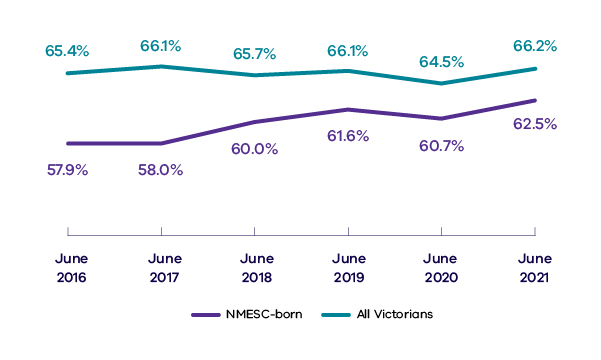 65.4%
66.1%
65.7%
66.1%
64.5%
66.2%
57.9%
58.0%
60.0%
61.6%
60.7%
62.5%
June
2016
June
2017
June
2018
June
2019
June
2020
June
2021
NMESC-born
All Victorians